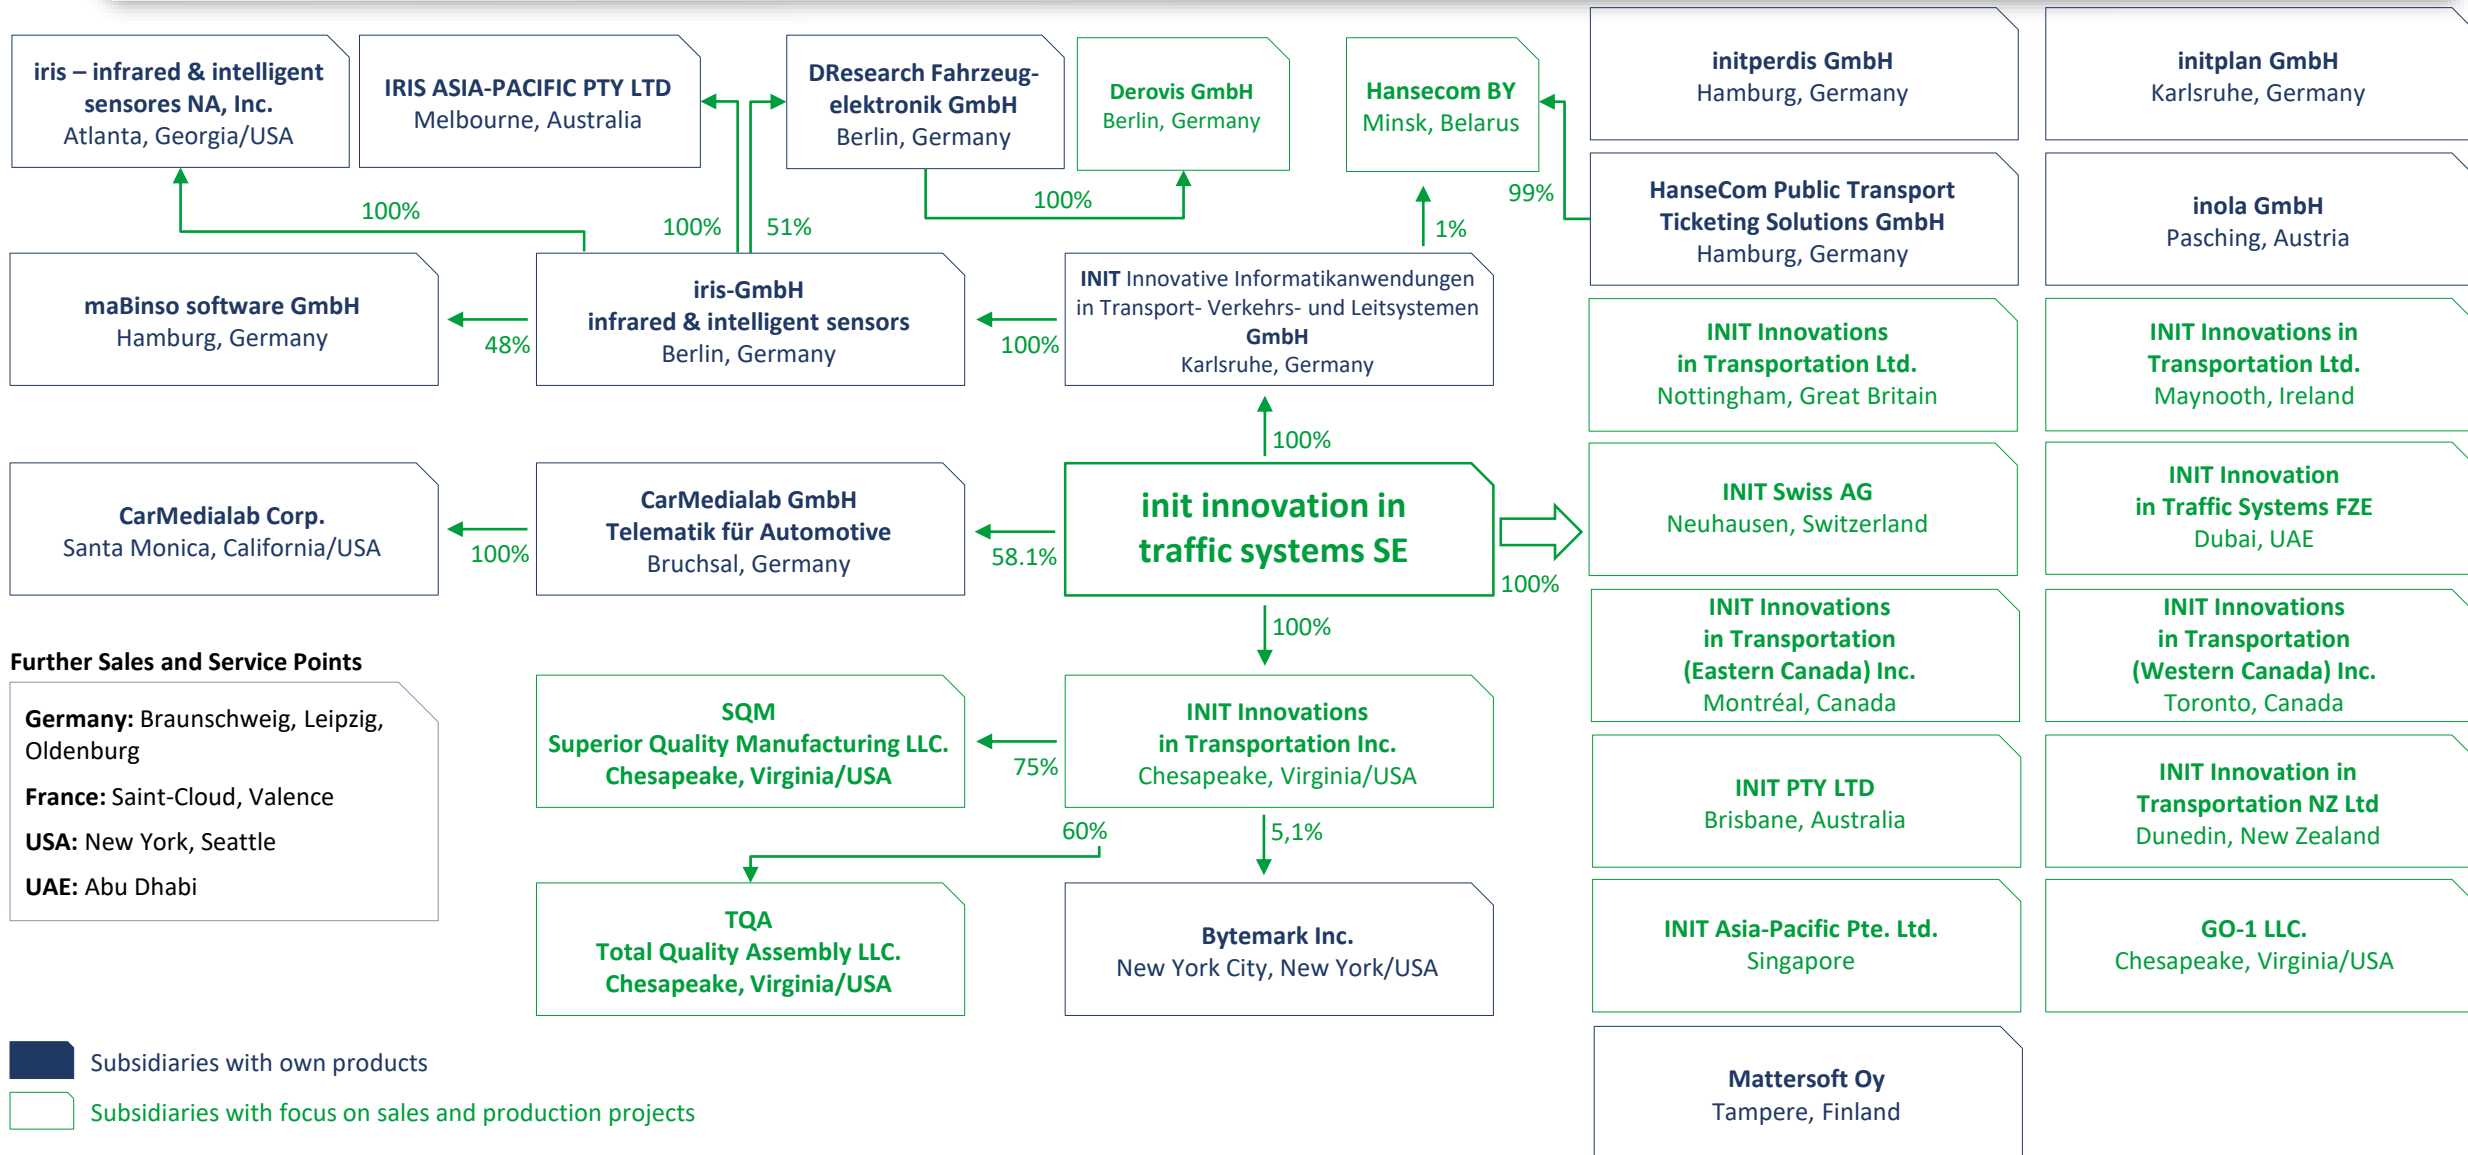 iris – infrared & intelligent
sensores NA, Inc.
Atlanta, Georgia/USA
IRIS ASIA-PACIFIC PTY LTD
Melbourne, Australia
DResearch Fahrzeug-
elektronik GmbH
Berlin, Germany
Derovis GmbH
Berlin, Germany
Hansecom BY
Minsk, Belarus
initperdis GmbH
Hamburg, Germany
initplan GmbH
Karlsruhe, Germany
100%
100%
51%
100%
1%
99%
HanseCom Public Transport
Ticketing Solutions GmbH
Hamburg, Germany
inola GmbH
Pasching, Austria
maBinso software GmbH
Hamburg, Germany
48%
iris-GmbH
infrared & intelligent sensors
Berlin, Germany
100%
INIT Innovative Informatikanwendungen
in Transport- Verkehrs- und Leitsystemen
GmbH
Karlsruhe, Germany
INIT Innovations
in Transportation Ltd.
Nottingham, Great Britain
INIT Innovations in
Transportation Ltd.
Maynooth, Ireland
100%
CarMedialab Corp.
Santa Monica, California/USA
100%
CarMedialab GmbH
Telematik für Automotive
Bruchsal, Germany
58.1%
init innovation in
traffic systems SE
100%
INIT Swiss AG
Neuhausen, Switzerland
INIT Innovation
in Traffic Systems FZE
Dubai, UAE
100%
INIT Innovations
in Transportation
(Eastern Canada) Inc.
Montréal, Canada
INIT Innovations
in Transportation
(Western Canada) Inc.
Toronto, Canada
Further Sales and Service Points
Germany: Braunschweig, Leipzig,
Oldenburg
France: Saint-Cloud, Valence
USA: New York, Seattle
UAE: Abu Dhabi
SQM
Superior Quality Manufacturing LLC.
Chesapeake, Virginia/USA
75%
INIT Innovations
in Transportation Inc.
Chesapeake, Virginia/USA
INIT PTY LTD
Brisbane, Australia
INIT Innovation in
Transportation NZ Ltd
Dunedin, New Zealand
60%
5,1%
TQA
Total Quality Assembly LLC.
Chesapeake, Virginia/USA
Bytemark Inc.
New York City, New York/USA
INIT Asia-Pacific Pte. Ltd.
Singapore
GO-1 LLC.
Chesapeake, Virginia/USA
Subsidiaries with own products
Subsidiaries with focus on sales and production projects
Mattersoft Oy
Tampere, Finland